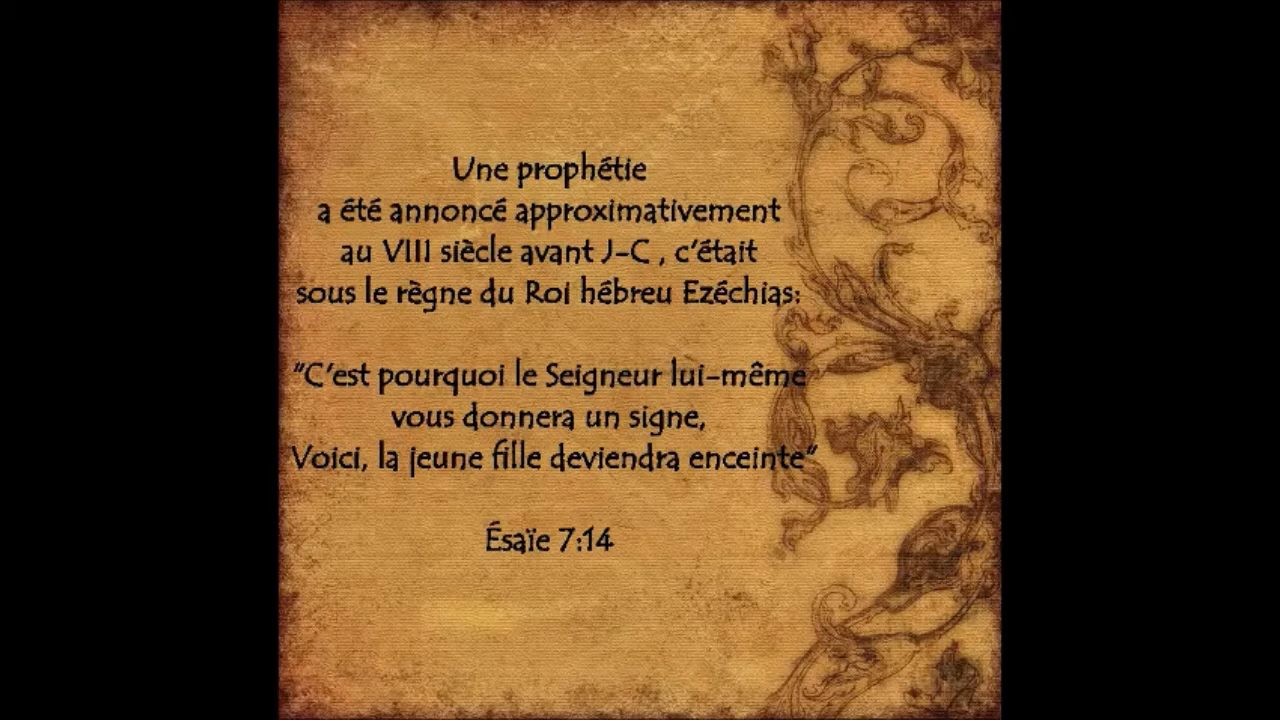 Une prophétie
a été annoncé approximativement
au VIII siècle avant J-C , c'était
sous le règne du Roi hébreu Ezéchias:
"C'est pourquoi le Seigneur lui-même
vous donnera un signe,
Voici, la jeune fille deviendra enceinte"
Ésaïe 7:14